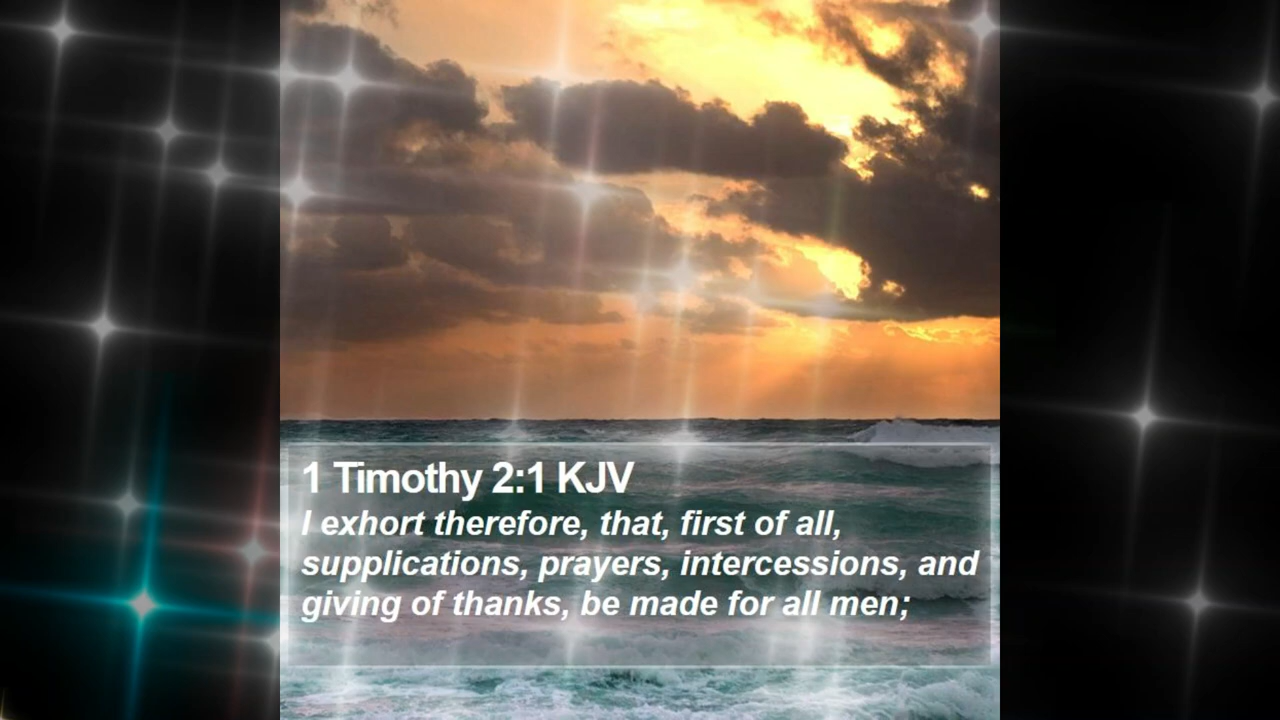 1 Timothy 2:1 KJV
I exhort therefore, that, first of all,
supplications, prayers, intercessions, and
giving of thanks, be made for all men;